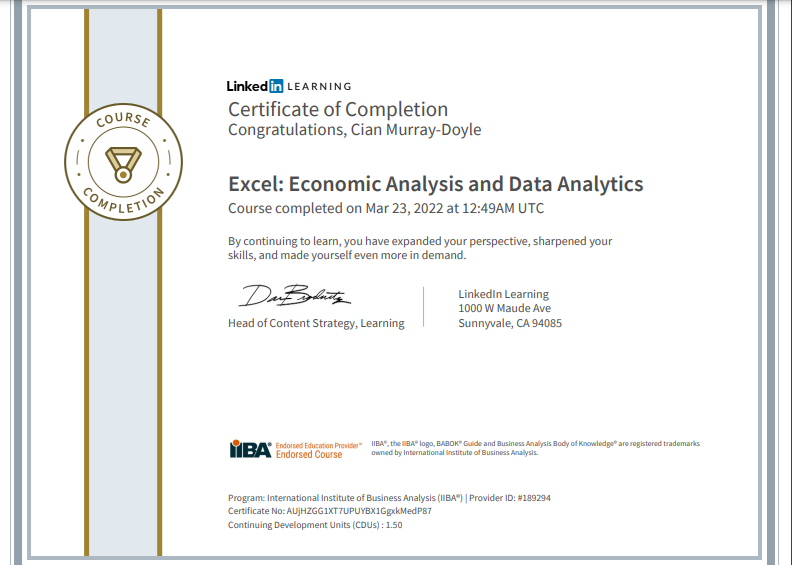 COURSE
COMPLETION
Linked in LEARNING
Certificate of Completion
Congratulations, Cian Murray-Doyle
Excel: Economic Analysis and Data Analytics
Course completed on Mar 23, 2022 at 12:49AM UTC
By continuing to learn, you have expanded your perspective, sharpened your
skills, and made yourself even more in demand.
Head of Content Strategy, Learning
LinkedIn Learning
1000 W Maude Ave
Sunnyvale, CA 94085
IIBA® Endorsed Education Provider™
Endorsed Course
IIBA®, the IIBA® logo, BABOK® Guide and Business Analysis Body of Knowledge® are registered trademarks
owned by International Institute of Business Analysis.
Program: International Institute of Business Analysis (IIBA®) | Provider ID: #189294
Certificate No: AUjHZGG1XT7UPUYBX1GgxkMedP87
Continuing Development Units (CDUs) : 1.50